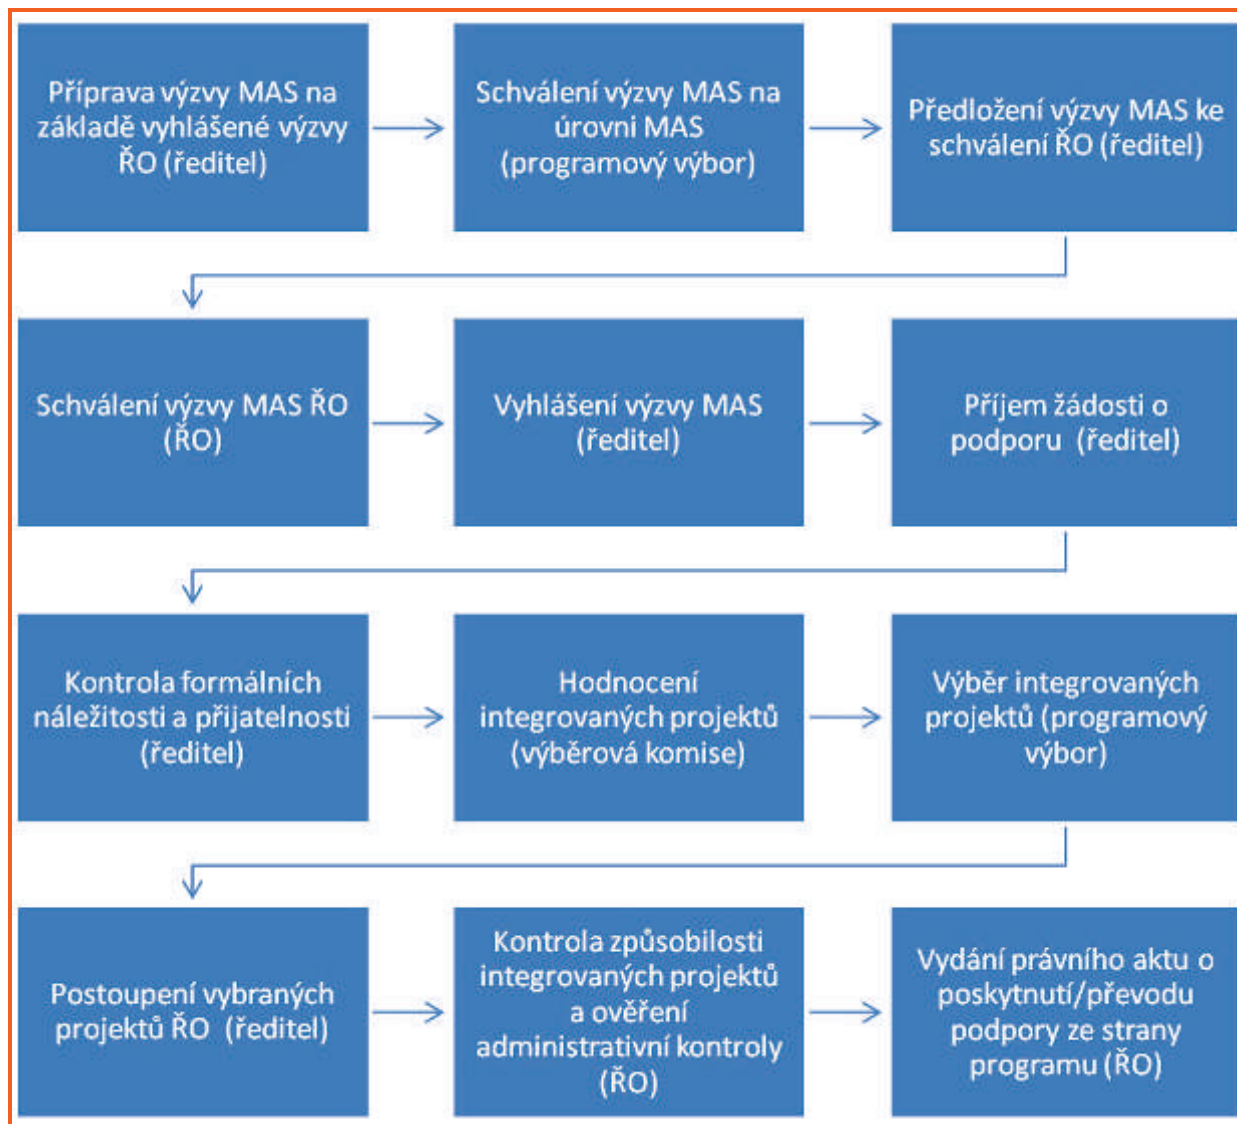 Příprava výzvy MAS na
základě vyhlášené výzvy
ŘO (ředitel)
Schválení výzvy MAS na
úrovni MAS
(programový výbor)
Předložení výzvy MAS ke
schválení ŘO (ředitel)
Schválení výzvy MAS ŘO
(ŘO)
Vyhlášení výzvy MAS
(ředitel)
Příjem žádosti o
podporu (ředitel)
Kontrola formálních
náležitosti a přijatelnosti
(ředitel)
Hodnocení
integrovaných projektů
(výběrová komise)
Výběr integrovaných
projektů (programový
výbor)
Postoupení vybraných
projektů ŘO (ředitel)
Kontrola způsobilosti
integrovaných projektů
a ověření
administrativní kontroly
(ŘO)
Vydání právního aktu o
poskytnutí/převodu
podpory ze strany
programu (ŘO)